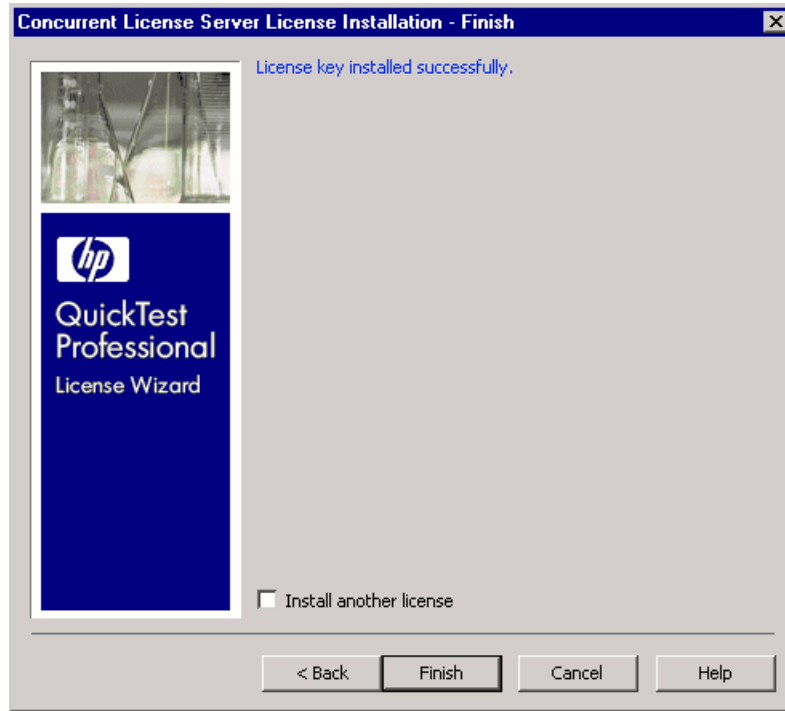 Concurrent License Server License Installation - Finish
License key installed successfully.
hp
QuickTest
Professional
License Wizard
Install another license
< Back
Finish
Cancel
Help